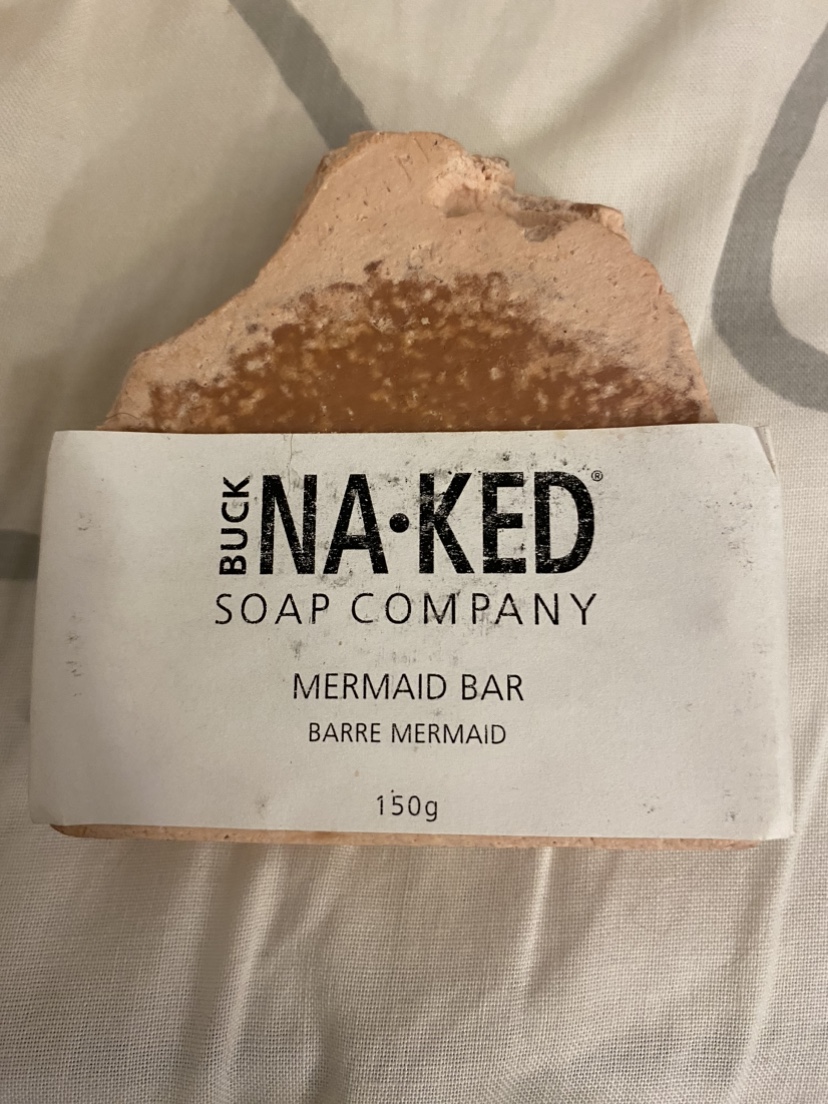 BUCK
NA•KED®
SOAP COMPANY
MERMAID BAR
BARRE MERMAID
150g